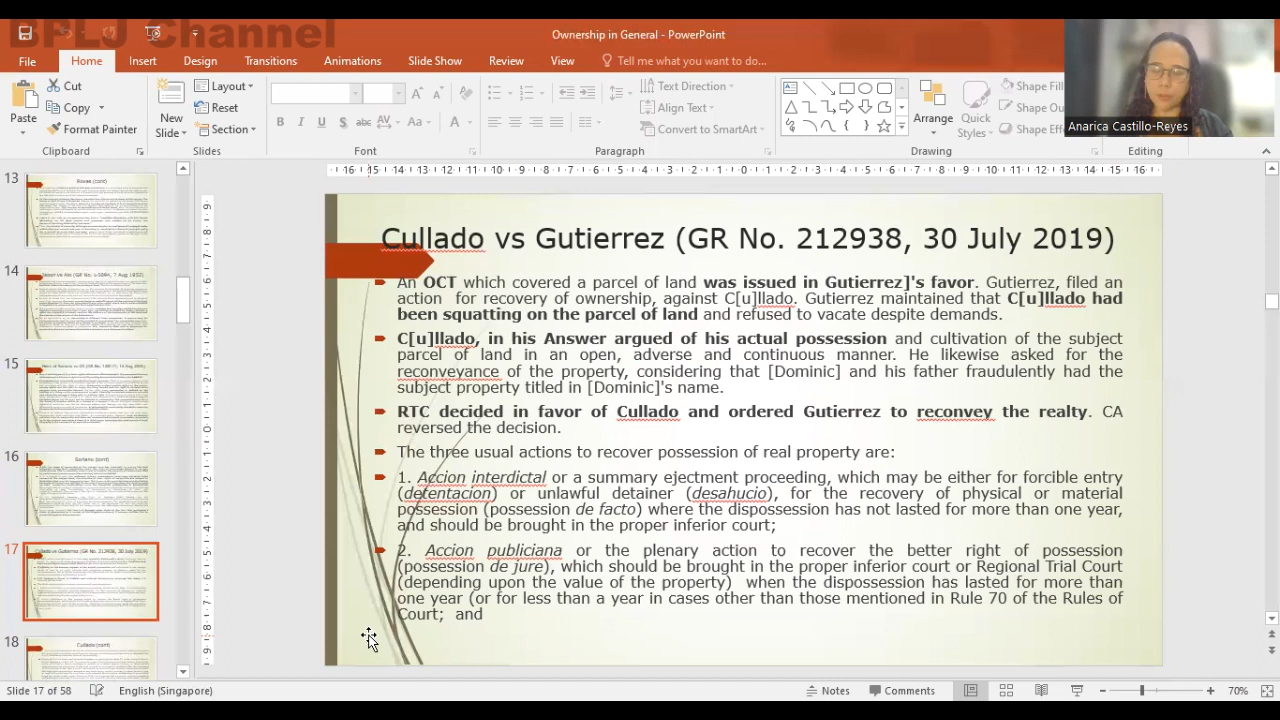 BPLJ Channel
Ownership in General - PowerPoint
File Home Insert Design Transitions Animations Slide Show Review View Tell me what you want to do...
Paste
Cut
Copy
Format Painter
Clipboard
New Slide
Layout
Reset
Section
Slides
Font
Text Direction
Align Text
Convert to SmartArt
Paragraph
Arrange
Quick Styles
Shape Fill
Shape Ou
Shape Effe
Drawing
Editing
Anarica Castillo-Reyes
13
14
15
16
17
18
Cullado vs Gutierrez (GR No. 212938, 30 July 2019)
An OCT which covered a parcel of land was issued in Gutierrez]'s favor. Gutierrez, filed an
action for recovery of ownership, against C[u]llado. Gutierrez maintained that C[u]llado had
been squatting on the parcel of land and refused to vacate despite demands.
C[u]llado, in his Answer argued of his actual possession and cultivation of the subject
parcel of land in an open, adverse and continuous manner. He likewise asked for the
reconveyance of the property, considering that [Dominic] and his father fraudulently had the
subject property titled in [Dominic]'s name.
RTC decided in favor of Cullado and ordered Gutierrez to reconvey the realty. CA
reversed the decision.
The three usual actions to recover possession of real property are:
1. Accion interdictal or a summary ejectment proceeding, which may be either for forcible entry
(detentacion) or unlawful detainer (desahucio), for the recovery of physical or material
possession (possesion de facto) where the dispossession has not lasted for more than one year,
and should be brought in the proper inferior court;
2. Accion publiciana or the plenary action to recover the better right of possession
(possesion de jure), which should be brought in the proper inferior court or Regional Trial Court
(depending upon the value of the property) when the dispossession has lasted for more than
one year (or for less than a year in cases other than those mentioned in Rule 70 of the Rules of
Court; and
Slide 17 of 58 English (Singapore) Notes Comments 70%